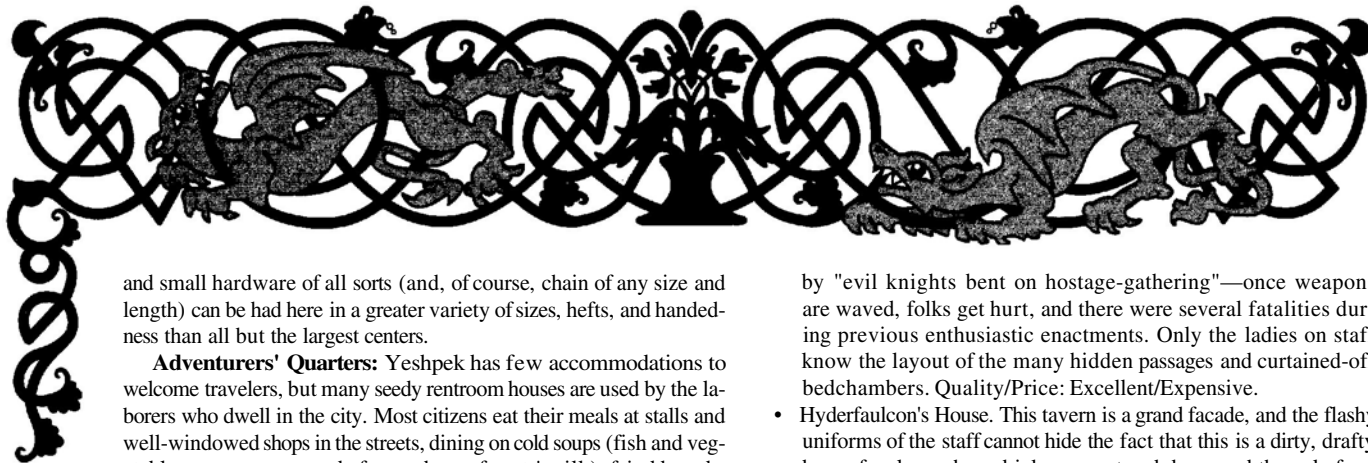 and small hardware of all sorts (and, of course, chain of any size and
length) can be had here in a greater variety of sizes, hefts, and handed-
ness than all but the largest centers.
Adventurers' Quarters: Yeshpek has few accommodations to
welcome travelers, but many seedy rentroom houses are used by the la-
borers who dwell in the city. Most citizens eat their meals at stalls and
well-windowed shops in the streets, dining on cold soups (fish and veg-
by "evil knights bent on hostage-gathering"—once weapon
are waved, folks get hurt, and there were several fatalities dur
ing previous enthusiastic enactments. Only the ladies on staf
know the layout of the many hidden passages and curtained-of
bedchambers. Quality/Price: Excellent/Expensive.
• Hyderfaulcon's House. This tavern is a grand facade, and the flashy
uniforms of the staff cannot hide the fact that this is a dirty, drafty